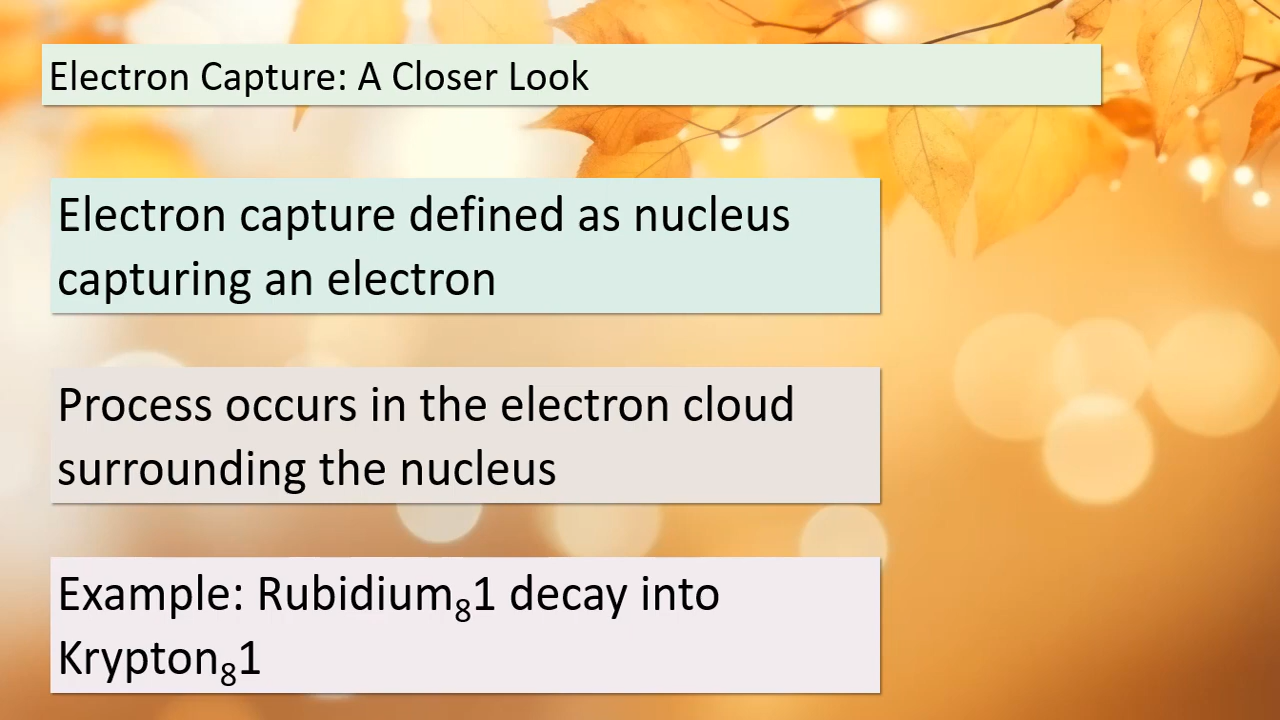 Electron Capture: A Closer Look
Electron capture defined as nucleus
capturing an electron
Process occurs in the electron cloud
surrounding the nucleus
Example: Rubidium₈1 decay into
Krypton₈1